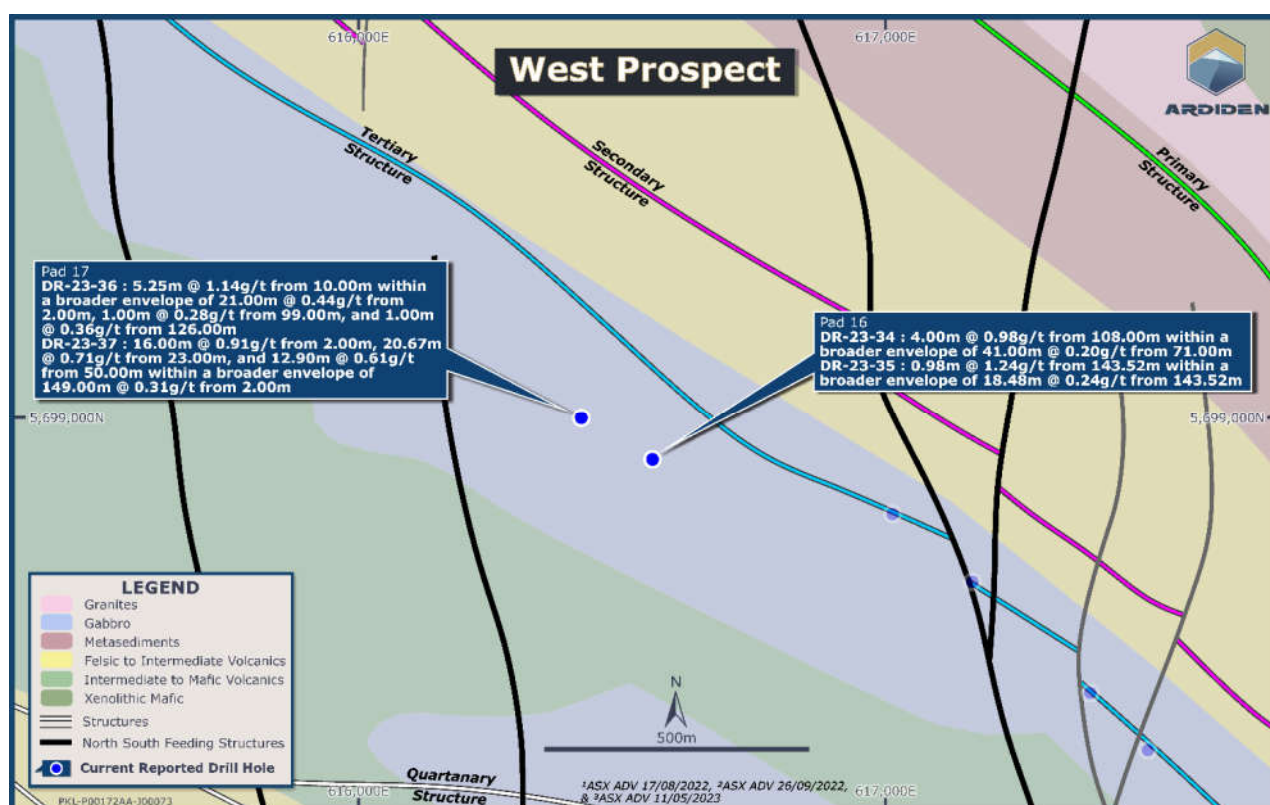 616,000E
617,000E
West Prospect
ARDIDEN
Tertiary
Structure
Secondary
Structure
Primary
Structure
Pad 17
DR-23-36 : 5.25m @ 1.14g/t from 10.00m within
a broader envelope of 21.00m @ 0.44g/t from
2.00m, 1.00m @ 0.28g/t from 99.00m, and 1.00m
@ 0.36g/t from 126.00m
DR-23-37 : 16.00m @ 0.91g/t from 2.00m, 20.67m
@ 0.71g/t from 23.00m, and 12.90m @ 0.61g/t
from 50.00m within a broader envelope of
149.00m @ 0.31g/t from 2.00m
Pad 16
DR-23-34 : 4.00m @ 0.98g/t from 108.00m within a
broader envelope of 41.00m @ 0.20g/t from 71.00m
DR-23-35 : 0.98m @ 1.24g/t from 143.52m within a
broader envelope of 18.48m @ 0.24g/t from 143.52m
5,699,000N
5,699,000N
LEGEND
Granites
Gabbro
Metasediments
Felsic to Intermediate Volcanics
Intermediate to Mafic Volcanics
Xenolithic Mafic
Structures
North South Feeding Structures
Current Reported Drill Hole
N
500m
Quartanary
Structure
¹ASX ADV 17/08/2022, ²ASX ADV 26/09/2022,
& ³ASX ADV 11/05/2023
PKL-P00172AA-J00073
616,000E
617,000E